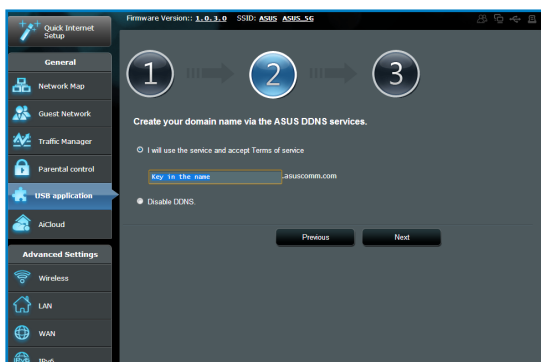 Quick Internet
Setup
Firmware Version:: 1.0.3.0 SSID: ASUS ASUS_5G
General
Network Map
Guest Network
Traffic Manager
Parental control
USB application
AiCloud
Advanced Settings
Wireless
LAN
WAN
IPv6
1
2
3
Create your domain name via the ASUS DDNS services.
I will use the service and accept Terms of service
Key in the name .asuscomm.com
Disable DDNS.
Previous Next